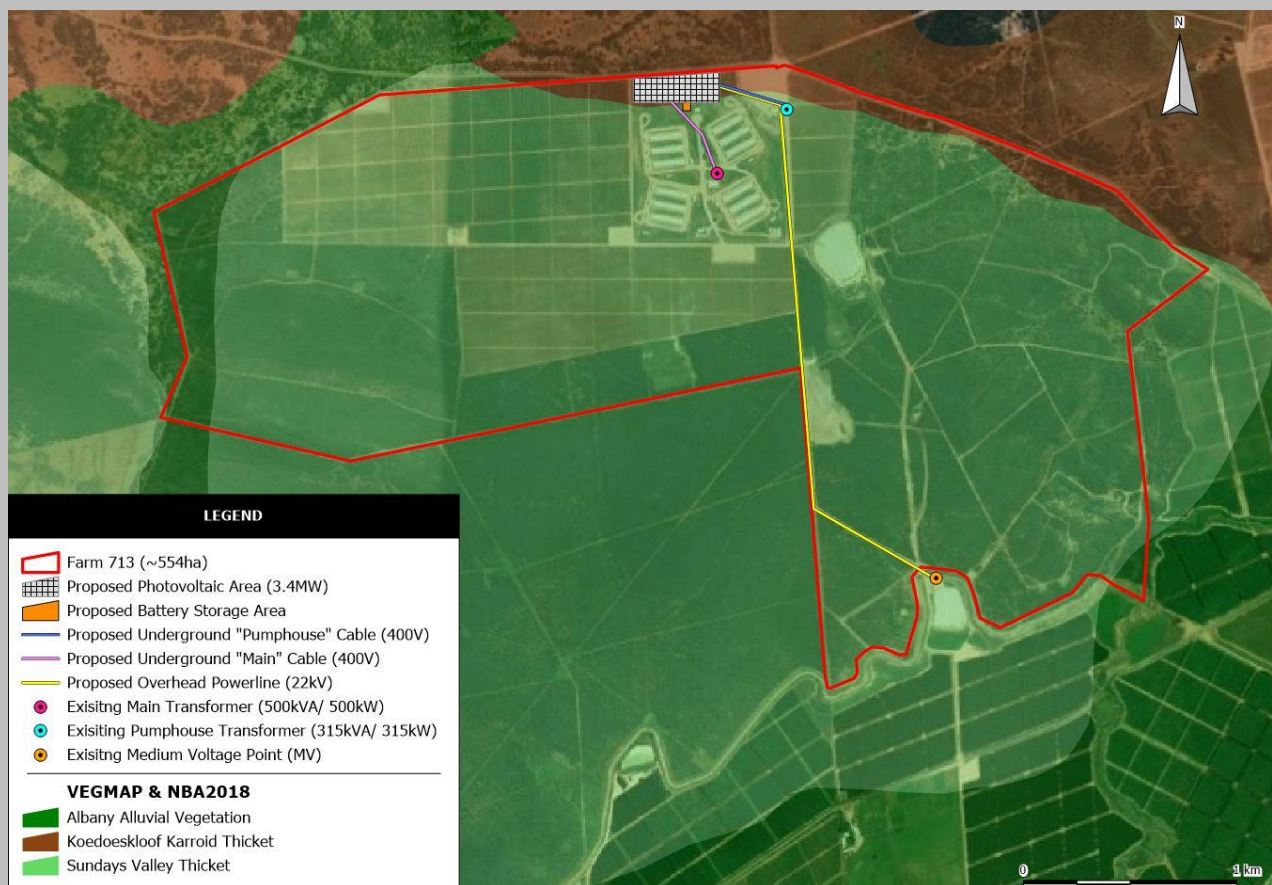 N
LEGEND
Farm 713 (~554ha)
Proposed Photovoltaic Area (3.4MW)
Proposed Battery Storage Area
Proposed Underground "Pumphouse" Cable (400V)
Proposed Underground "Main" Cable (400V)
Proposed Overhead Powerline (22kV)
Exisitng Main Transformer (500kVA/ 500kW)
Exisiting Pumphouse Transformer (315kVA/ 315kW)
Exisitng Medium Voltage Point (MV)
VEGMAP & NBA2018
Albany Alluvial Vegetation
Koedoeskloof Karroid Thicket
Sundays Valley Thicket
0 1 km